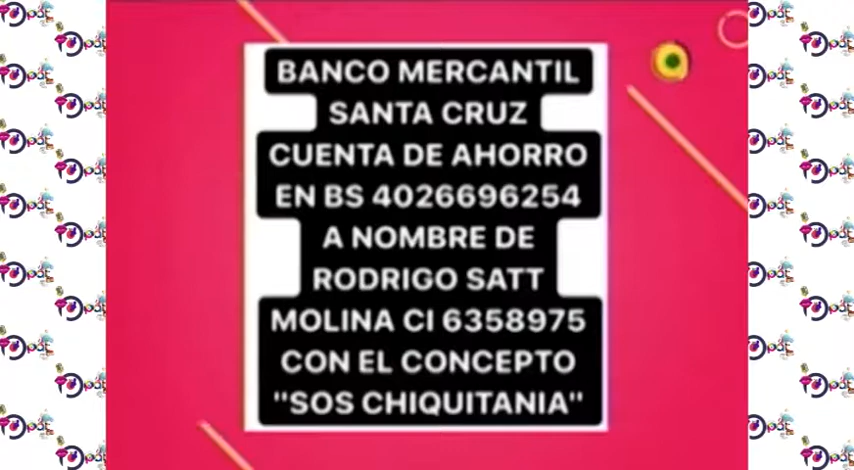 BANCO MERCANTIL
SANTA CRUZ
CUENTA DE AHORRO
EN BS 4026696254
A NOMBRE DE
RODRIGO SATT
MOLINA CI 6358975
CON EL CONCEPTO
"SOS CHIQUITANIA"